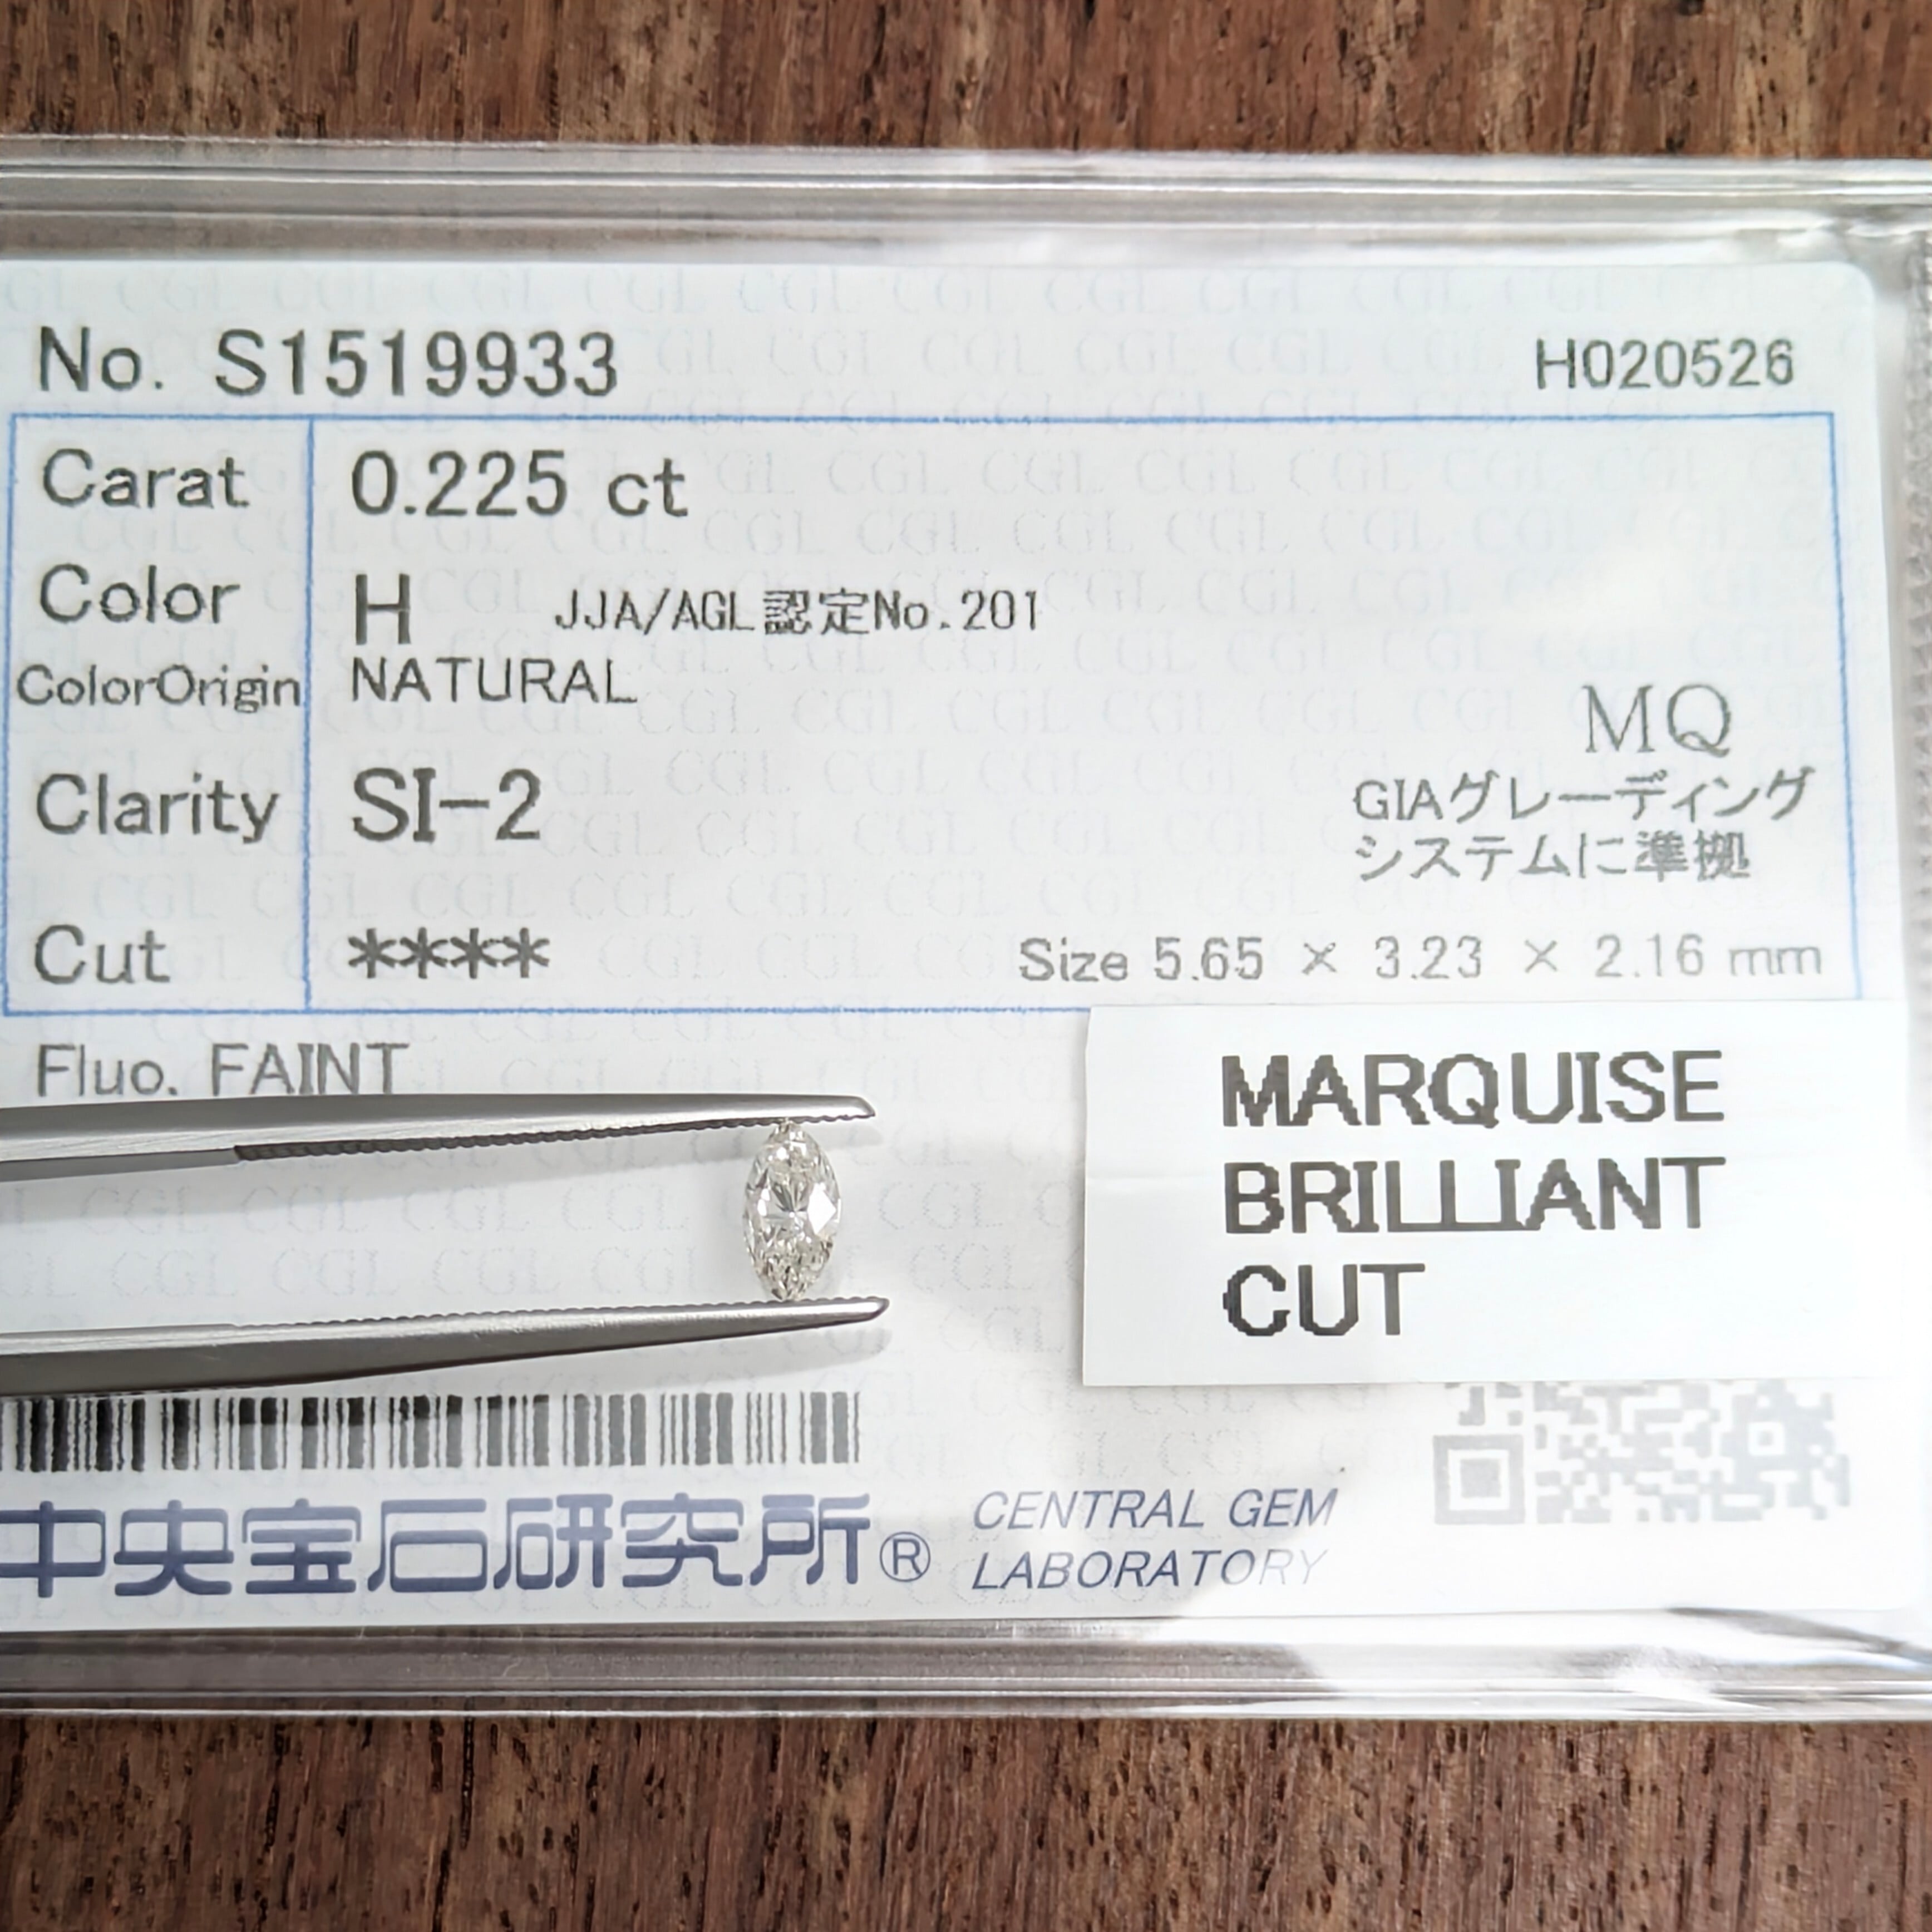 No. S1519933 H020526
Carat 0.225 ct
Color H JJA/AGL認定No.201
ColorOrigin NATURAL
MQ
Clarity SI-2 GIAグレーディング
システムに準拠
Cut **** Size 5.65 × 3.23 × 2.16 mm
Fluo. FAINT
MARQUISE
BRILLIANT
CUT
中央宝石研究所® CENTRAL GEM
LABORATORY